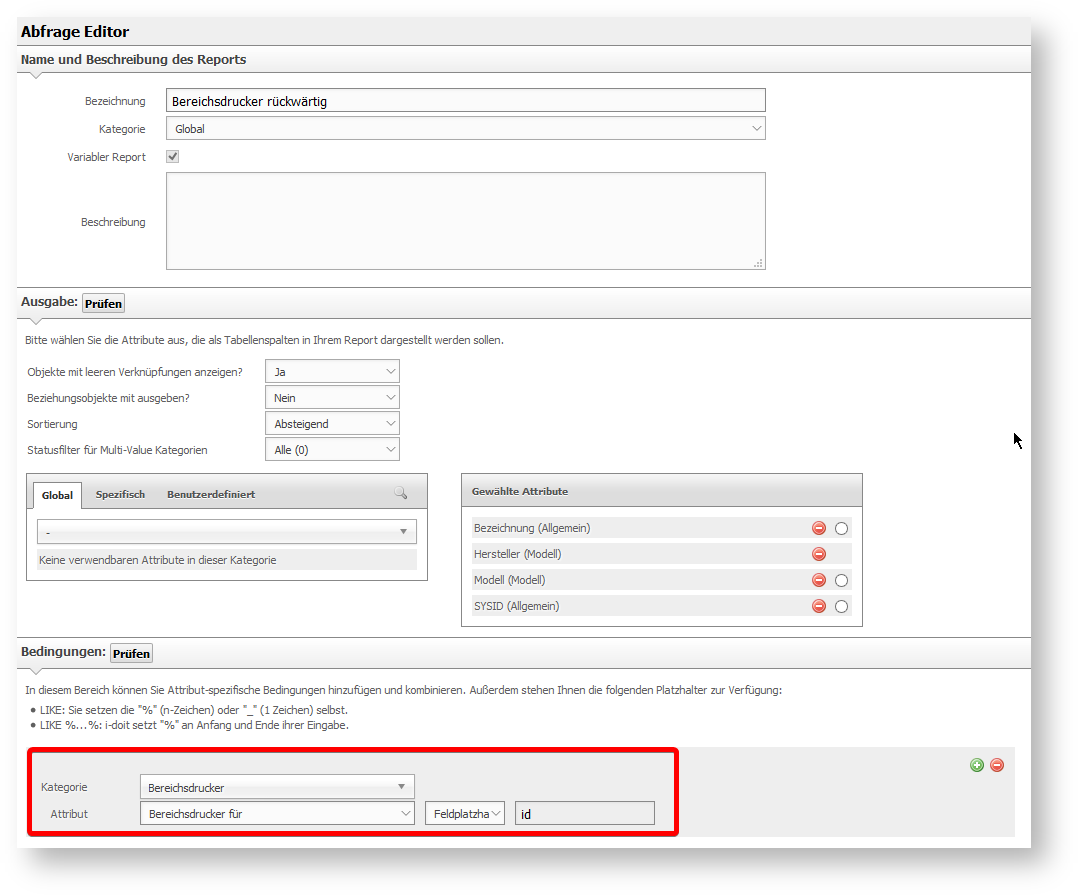 Abfrage Editor
Name und Beschreibung des Reports
Bezeichnung Bereichsdrucker rückwärtig
Kategorie Global
Variabler Report
Beschreibung
Ausgabe: Prüfen
Bitte wählen Sie die Attribute aus, die als Tabellenspalten in Ihrem Report dargestellt werden sollen.
Objekte mit leeren Verknüpfungen anzeigen? Ja
Beziehungsobjekte mit ausgeben? Nein
Sortierung Absteigend
Statusfilter für Multi-Value Kategorien Alle (0)
Global Spezifisch Benutzerdefiniert
-
Keine verwendbaren Attribute in dieser Kategorie
Gewählte Attribute
Bezeichnung (Allgemein)
Hersteller (Modell)
Modell (Modell)
SYSID (Allgemein)
Bedingungen: Prüfen
In diesem Bereich können Sie Attribut-spezifische Bedingungen hinzufügen und kombinieren. Außerdem stehen Ihnen die folgenden Platzhalter zur Verfügung:
• LIKE: Sie setzen die "%" (n-Zeichen) oder "_" (1 Zeichen) selbst.
• LIKE %...%: i-doit setzt "%" an Anfang und Ende ihrer Eingabe.
Kategorie Bereichsdrucker
Attribut Bereichsdrucker für Feldplatzha id